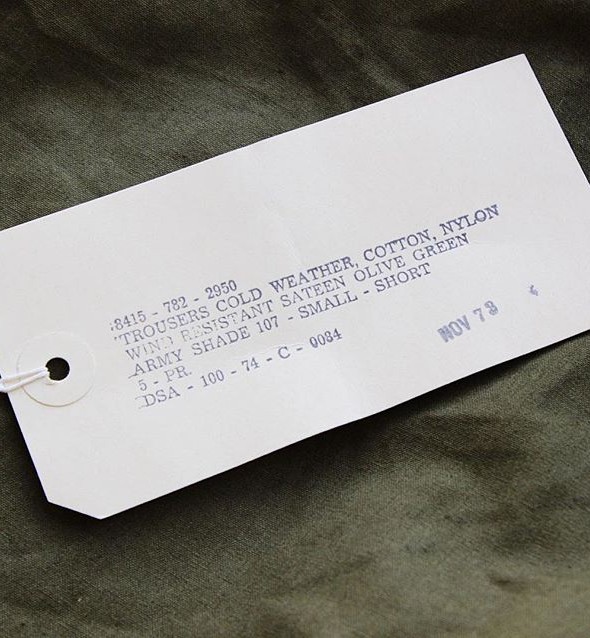 8415 - 782 - 2950
TROUSERS COLD WEATHER, COTTON, NYLON
WIND RESISTANT SATEEN OLIVE GREEN
ARMY SHADE 107 - SMALL - SHORT
5 - PR.
DSA - 100 - 74 - C - 0084
NOV 73